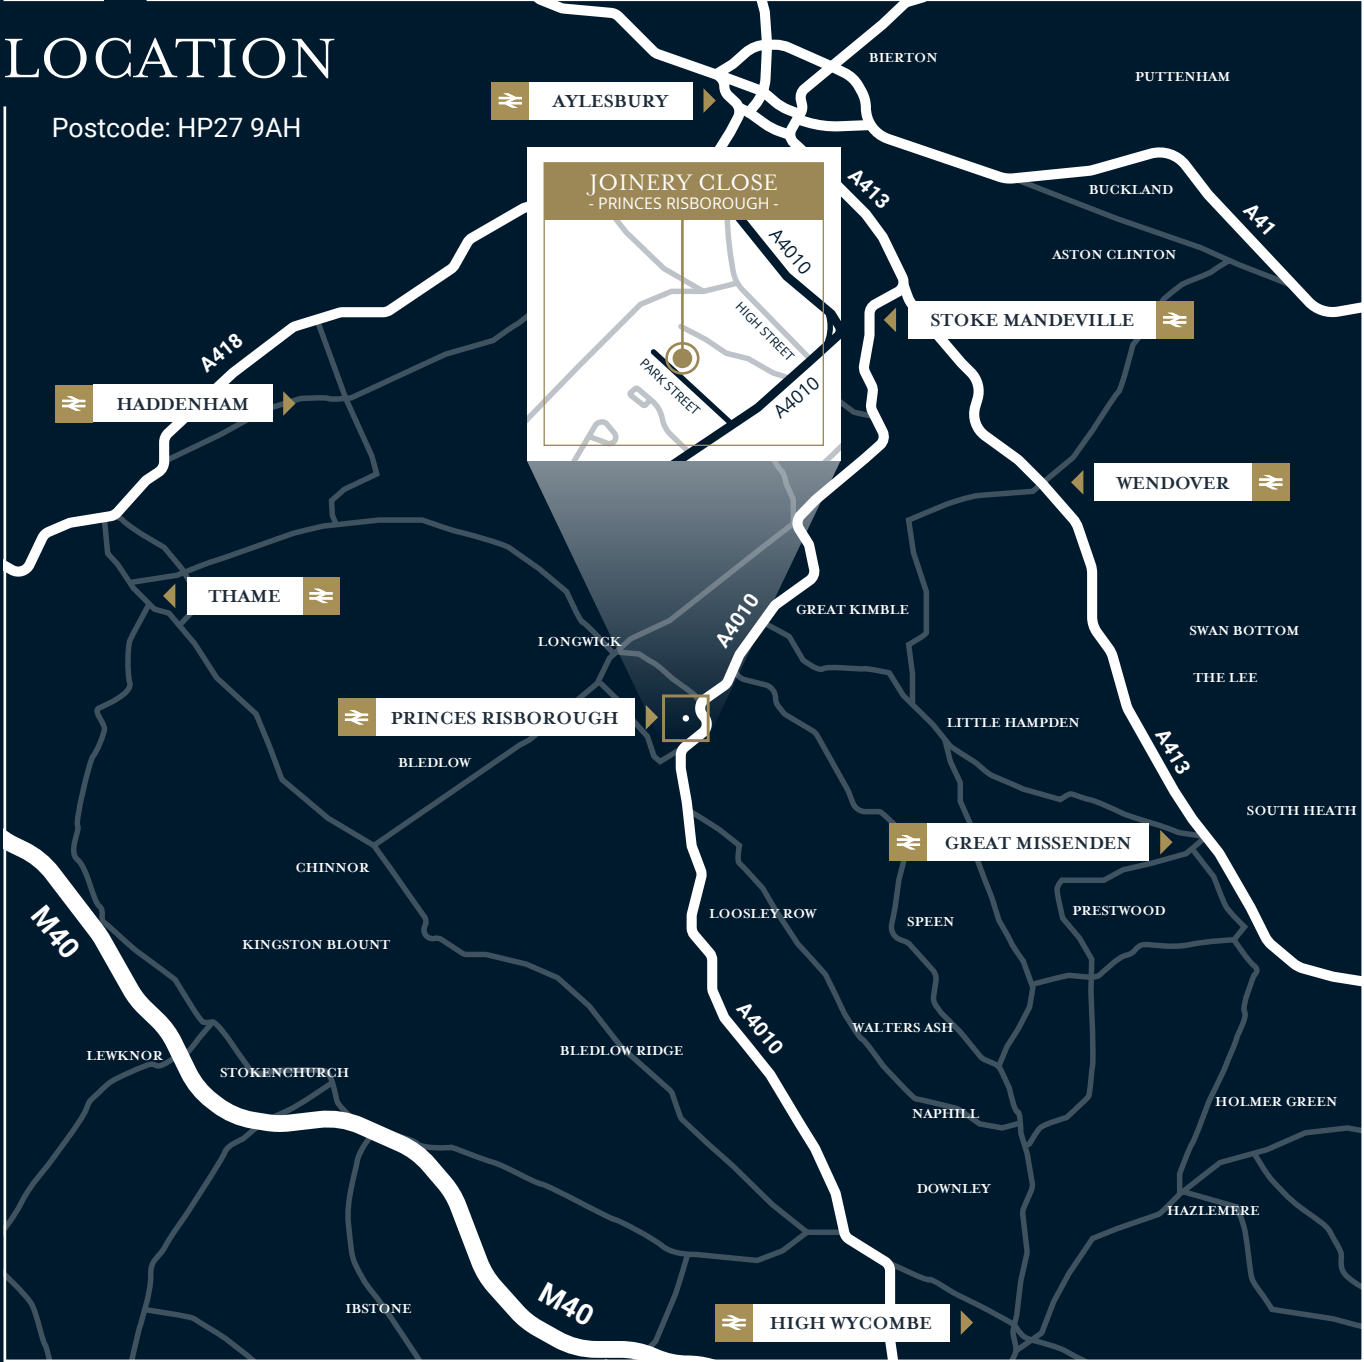 LOCATION
Postcode: HP27 9AH
BIERTON
PUTTENHAM
AYLESBURY
JOINERY CLOSE
- PRINCES RISBOROUGH -
A413
BUCKLAND
A41
A4010
ASTON CLINTON
HIGH STREET
STOKE MANDEVILLE
A418
PARK STREET
A4010
HADDENHAM
WENDOVER
THAME
A4010
GREAT KIMBLE
LONGWICK
SWAN BOTTOM
THE LEE
PRINCES RISBOROUGH
LITTLE HAMPDEN
A413
BLEDLOW
SOUTH HEATH
GREAT MISSENDEN
CHINNOR
M40
LOOSLEY ROW
SPEEN
PRESTWOOD
KINGSTON BLOUNT
A4010
WALTERS ASH
LEWKNOR
BLEDLOW RIDGE
STOKENCHURCH
NAPHILL
HOLMER GREEN
DOWNLEY
HAZLEMERE
M40
IBSTONE
HIGH WYCOMBE